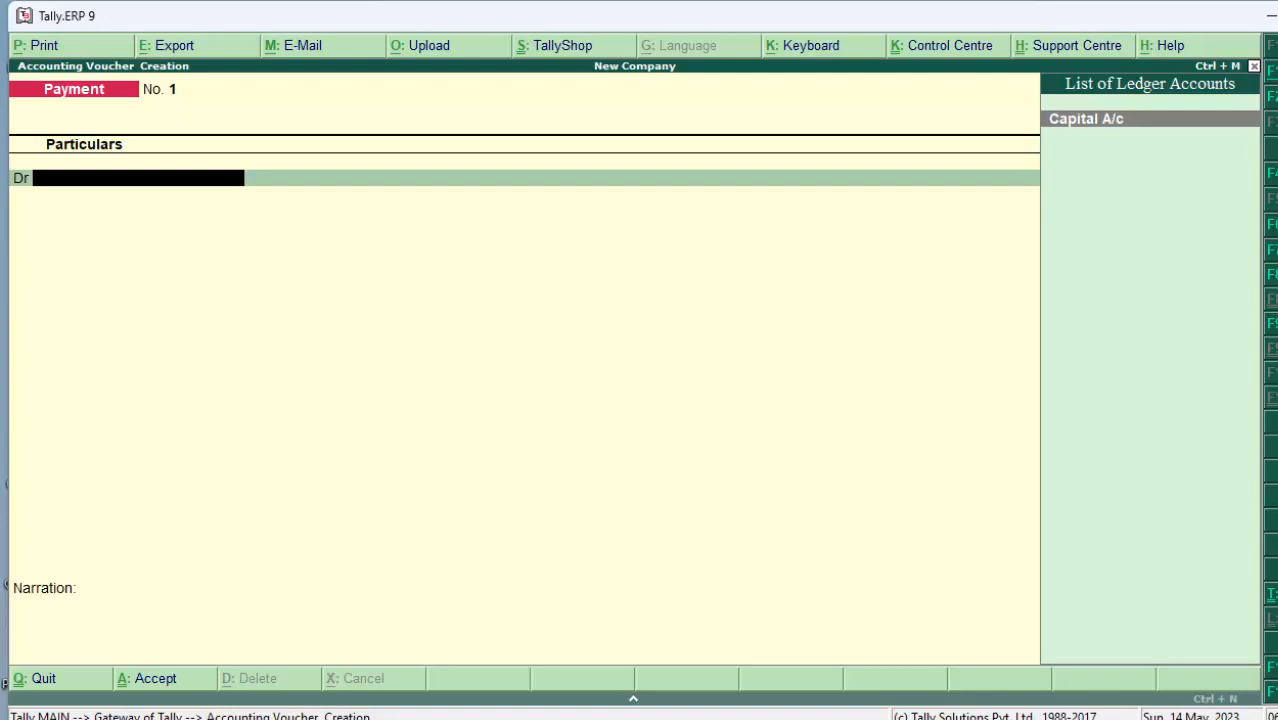 Tally.ERP 9
P: Print E: Export M: E-Mail O: Upload S: TallyShop G: Language K: Keyboard K: Control Centre H: Support Centre H: Help
Accounting Voucher Creation New Company Ctrl + M
Payment No. 1
List of Ledger Accounts
Capital A/c
Particulars
Dr
Narration:
Q: Quit A: Accept D: Delete X: Cancel
Ctrl + N
Tally MAIN --> Gateway of Tally --> Accounting Voucher Creation (c) Tally Solutions Pvt. Ltd., 1988-2017 Sun, 14 May, 2023